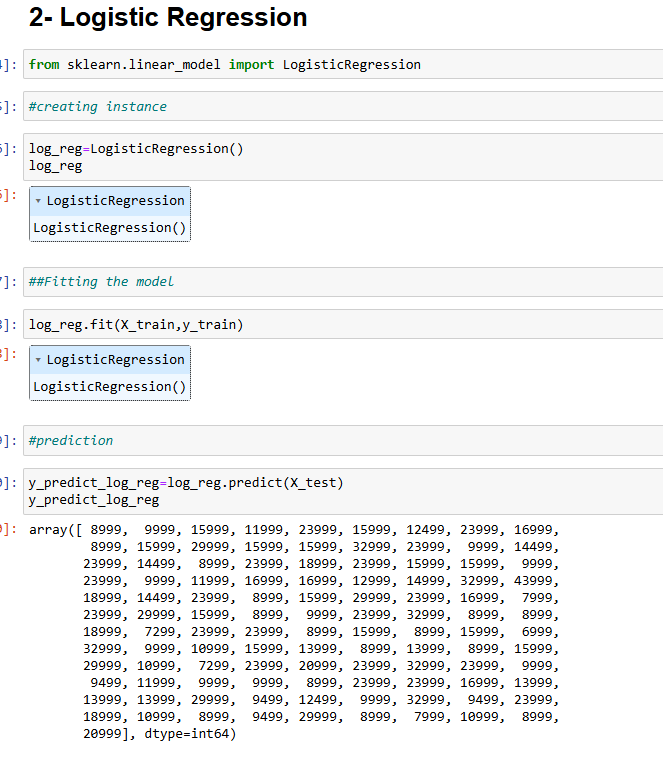 2- Logistic Regression
]: from sklearn.linear_model import LogisticRegression
]: #creating instance
]: log_reg=LogisticRegression()
log_reg
]: ▾ LogisticRegression
LogisticRegression()
]: ##Fitting the model
]: log_reg.fit(X_train,y_train)
]: ▾ LogisticRegression
LogisticRegression()
]: #prediction
]: y_predict_log_reg=log_reg.predict(X_test)
y_predict_log_reg
]: array([ 8999,  9999, 15999, 11999, 23999, 15999, 12499, 23999, 16999,
8999, 15999, 29999, 15999, 15999, 32999, 23999,  9999, 14499,
23999, 14499,  8999, 23999, 18999, 23999, 15999, 15999,  9999,
23999,  9999, 11999, 16999, 16999, 12999, 14999, 32999, 43999,
18999, 14499, 23999,  8999, 15999, 29999, 23999, 16999,  7999,
23999, 29999, 15999,  8999,  9999, 23999, 32999,  8999,  8999,
18999,  7299, 23999, 23999,  8999, 15999,  8999, 15999,  6999,
32999,  9999, 10999, 15999, 13999,  8999, 13999,  8999, 15999,
29999, 10999,  7299, 23999, 20999, 23999, 32999, 23999,  9999,
9499, 11999,  9999,  9999,  8999, 23999, 23999, 16999, 13999,
13999, 13999, 29999,  9499, 12499,  9999, 32999,  9499, 23999,
18999, 10999,  8999,  9499, 29999,  8999,  7999, 10999,  8999,
20999], dtype=int64)